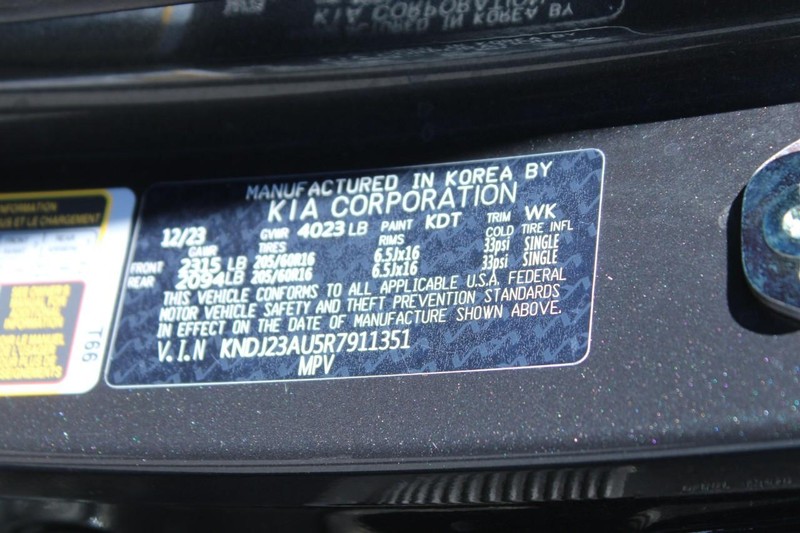 KIA CORPORATION
MANUFACTURED IN KOREA BY
KIA CORPORATION
12/23 GVWR 4023 LB PAINT KDT TRIM WK
GAWR TIRES RIMS COLD TIRE INFL
FRONT 2315 LB 205/60R16 6.5Jx16 33psi SINGLE
REAR 2094LB 205/60R16 6.5Jx16 33psi SINGLE
THIS VEHICLE CONFORMS TO ALL APPLICABLE U.S.A. FEDERAL
MOTOR VEHICLE SAFETY AND THEFT PREVENTION STANDARDS
IN EFFECT ON THE DATE OF MANUFACTURE SHOWN ABOVE.
V.I.N KNDJ23AU5R7911351
MPV
T66